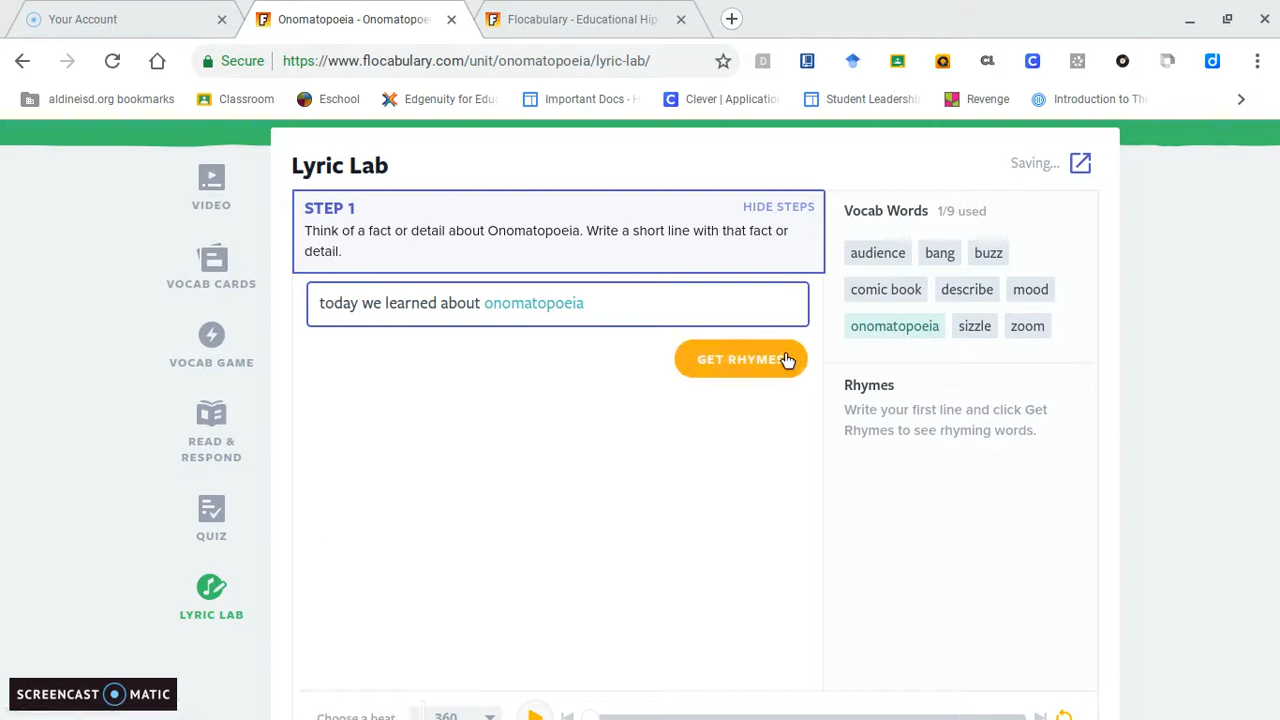 Your Account
Onomatopoeia - Onomatopoe
Flocabulary - Educational Hip
Secure
https://www.flocabulary.com/unit/onomatopoeia/lyric-lab/
aldineisd.org bookmarks
Classroom
Eschool
Edgenuity for Educ
Important Docs - H
Clever | Application
Student Leadership
Revenge
Introduction to The
Lyric Lab
Saving...
STEP 1
HIDE STEPS
Think of a fact or detail about Onomatopoeia. Write a short line with that fact or
detail.
today we learned about onomatopoeia
GET RHYMES
Vocab Words 1/9 used
audience bang buzz
comic book describe mood
onomatopoeia sizzle zoom
Rhymes
Write your first line and click Get
Rhymes to see rhyming words.
VIDEO
VOCAB CARDS
VOCAB GAME
READ &
RESPOND
QUIZ
LYRIC LAB
Choose a beat
360
SCREENCAST MATIC